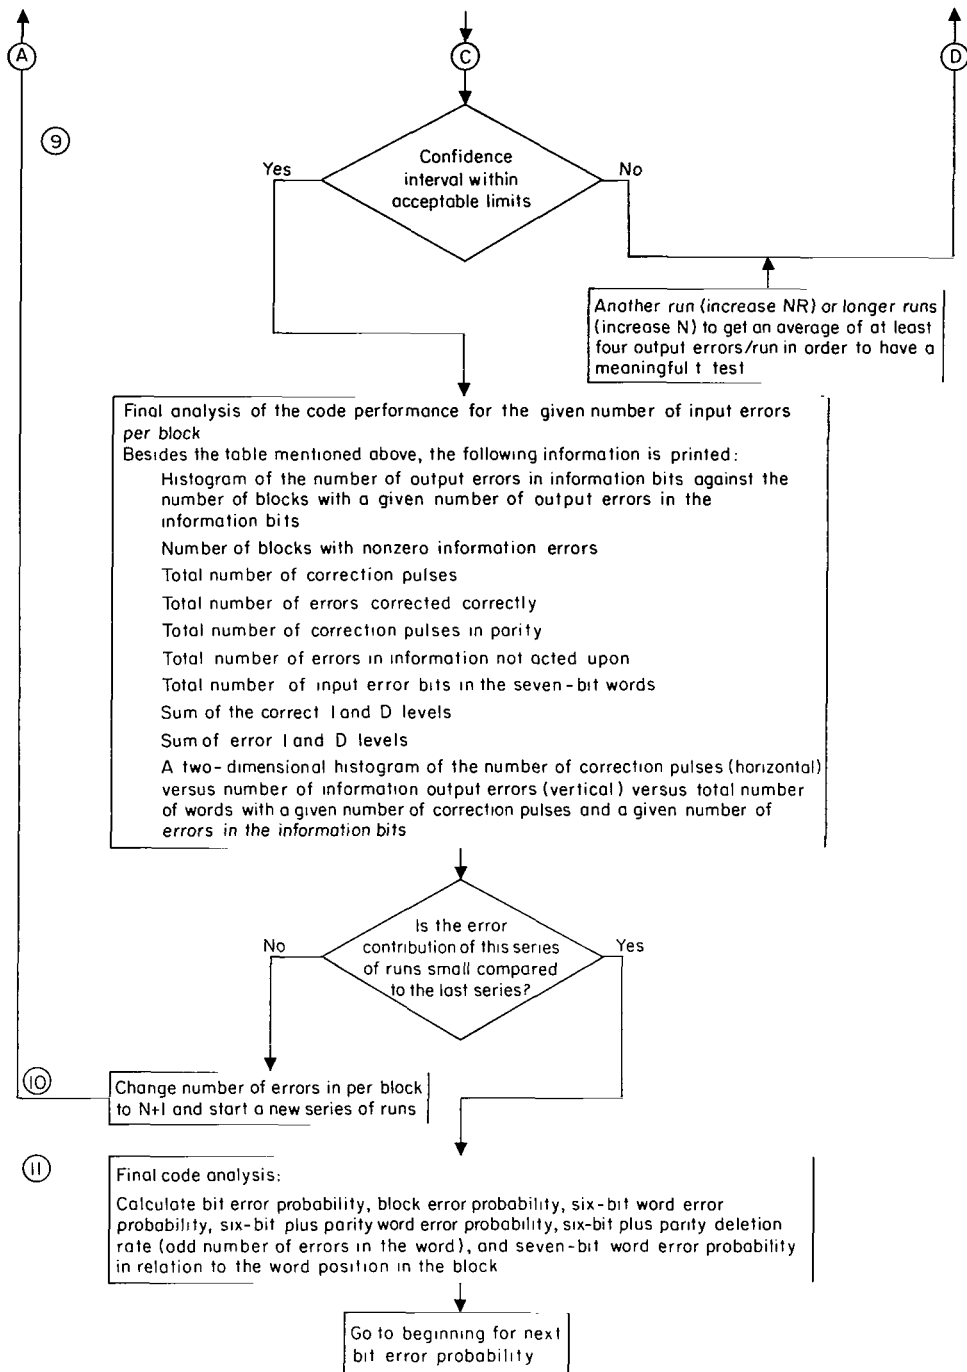 A
C
D
9
Confidence
interval within
acceptable limits
Yes
No
Another run (increase NR) or longer runs
(increase N) to get an average of at least
four output errors/run in order to have a
meaningful t test
Final analysis of the code performance for the given number of input errors
per block
Besides the table mentioned above, the following information is printed:
Histogram of the number of output errors in information bits against the
number of blocks with a given number of output errors in the
information bits
Number of blocks with nonzero information errors
Total number of correction pulses
Total number of errors corrected correctly
Total number of correction pulses in parity
Total number of errors in information not acted upon
Total number of input error bits in the seven-bit words
Sum of the correct I and D levels
Sum of error I and D levels
A two-dimensional histogram of the number of correction pulses (horizontal)
versus number of information output errors (vertical) versus total number
of words with a given number of correction pulses and a given number of
errors in the information bits
Is the error
contribution of this series
of runs small compared
to the last series?
No
Yes
10
Change number of errors in per block
to N+1 and start a new series of runs
11
Final code analysis:
Calculate bit error probability, block error probability, six-bit word error
probability, six-bit plus parity word error probability, six-bit plus parity deletion
rate (odd number of errors in the word), and seven-bit word error probability
in relation to the word position in the block
Go to beginning for next
bit error probability